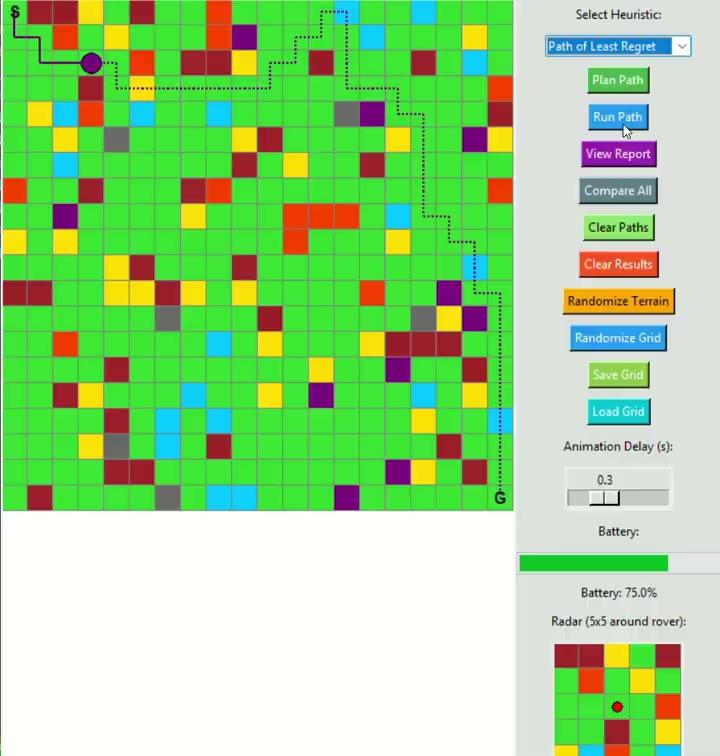 S
G
Select Heuristic:
Path of Least Regret
Plan Path
Run Path
View Report
Compare All
Clear Paths
Clear Results
Randomize Terrain
Randomize Grid
Save Grid
Load Grid
Animation Delay (s):
0.3
Battery:
Battery: 75.0%
Radar (5x5 around rover):